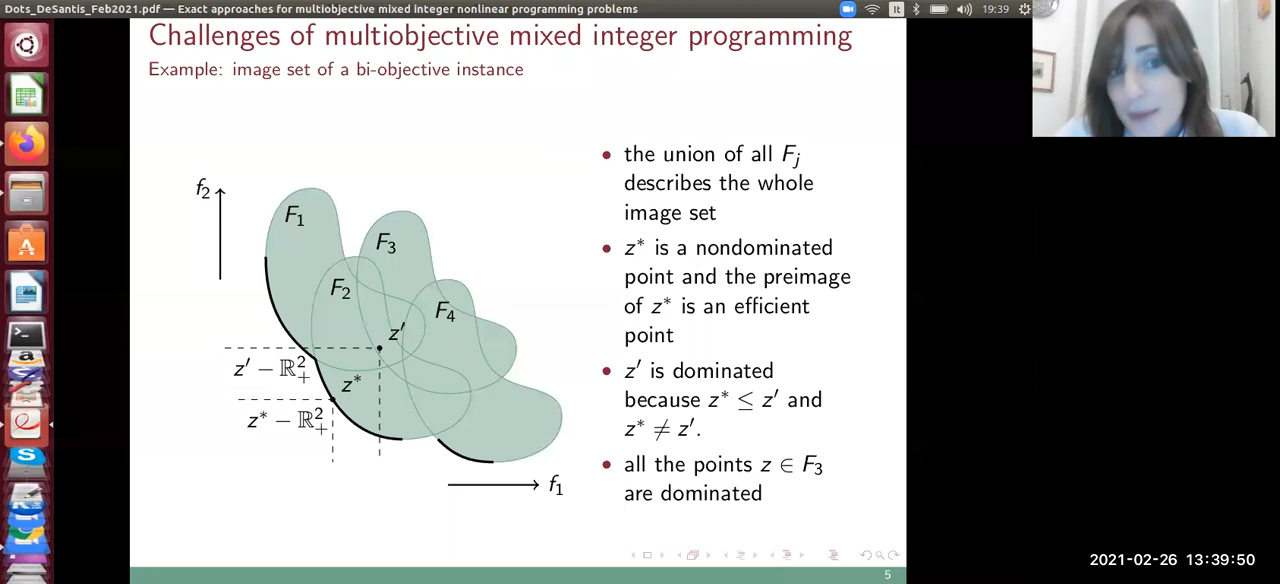 Dots_DeSantis_Feb2021.pdf — Exact approaches for multiobjective mixed integer nonlinear programming problems
It
19:39
Challenges of multiobjective mixed integer programming
Example: image set of a bi-objective instance
f₂
F₁
F₃
F₂
F₄
z′
z′ − ℝ²₊
z*
z* − ℝ²₊
f₁
• the union of all Fⱼ
describes the whole
image set
• z* is a nondominated
point and the preimage
of z* is an efficient
point
• z′ is dominated
because z* ≤ z′ and
z* ≠ z′.
• all the points z ∈ F₃
are dominated
5
2021-02-26 13:39:50